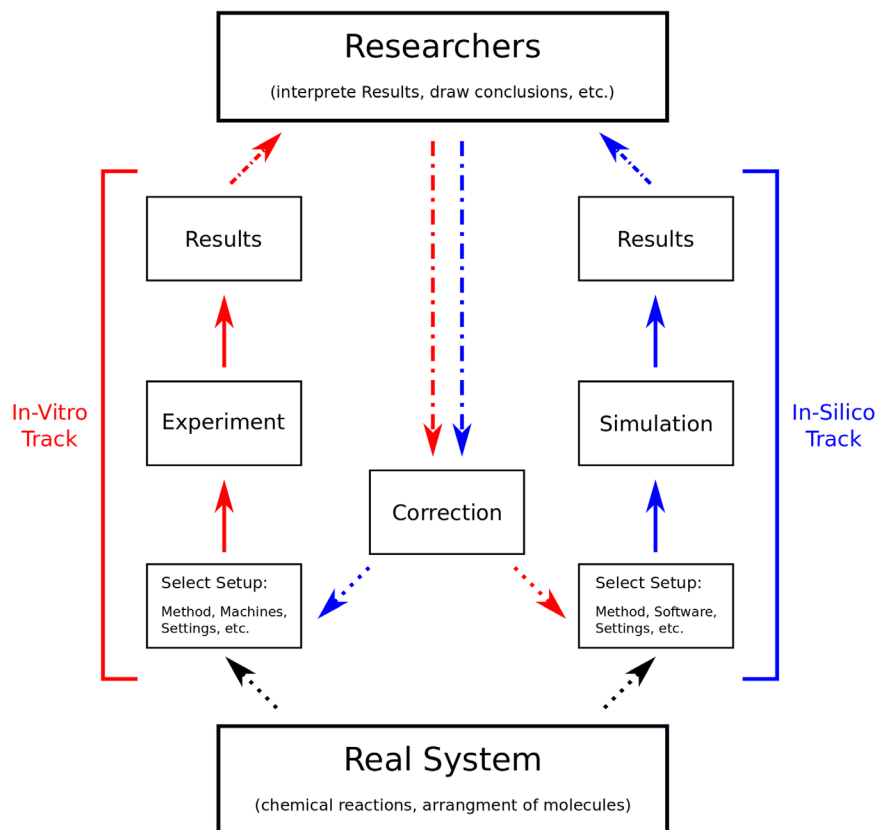 Researchers
(interprete Results, draw conclusions, etc.)
Results
Results
In-Vitro
Track
Experiment
Simulation
In-Silico
Track
Correction
Select Setup:
Method, Machines,
Settings, etc.
Select Setup:
Method, Software,
Settings, etc.
Real System
(chemical reactions, arrangment of molecules)